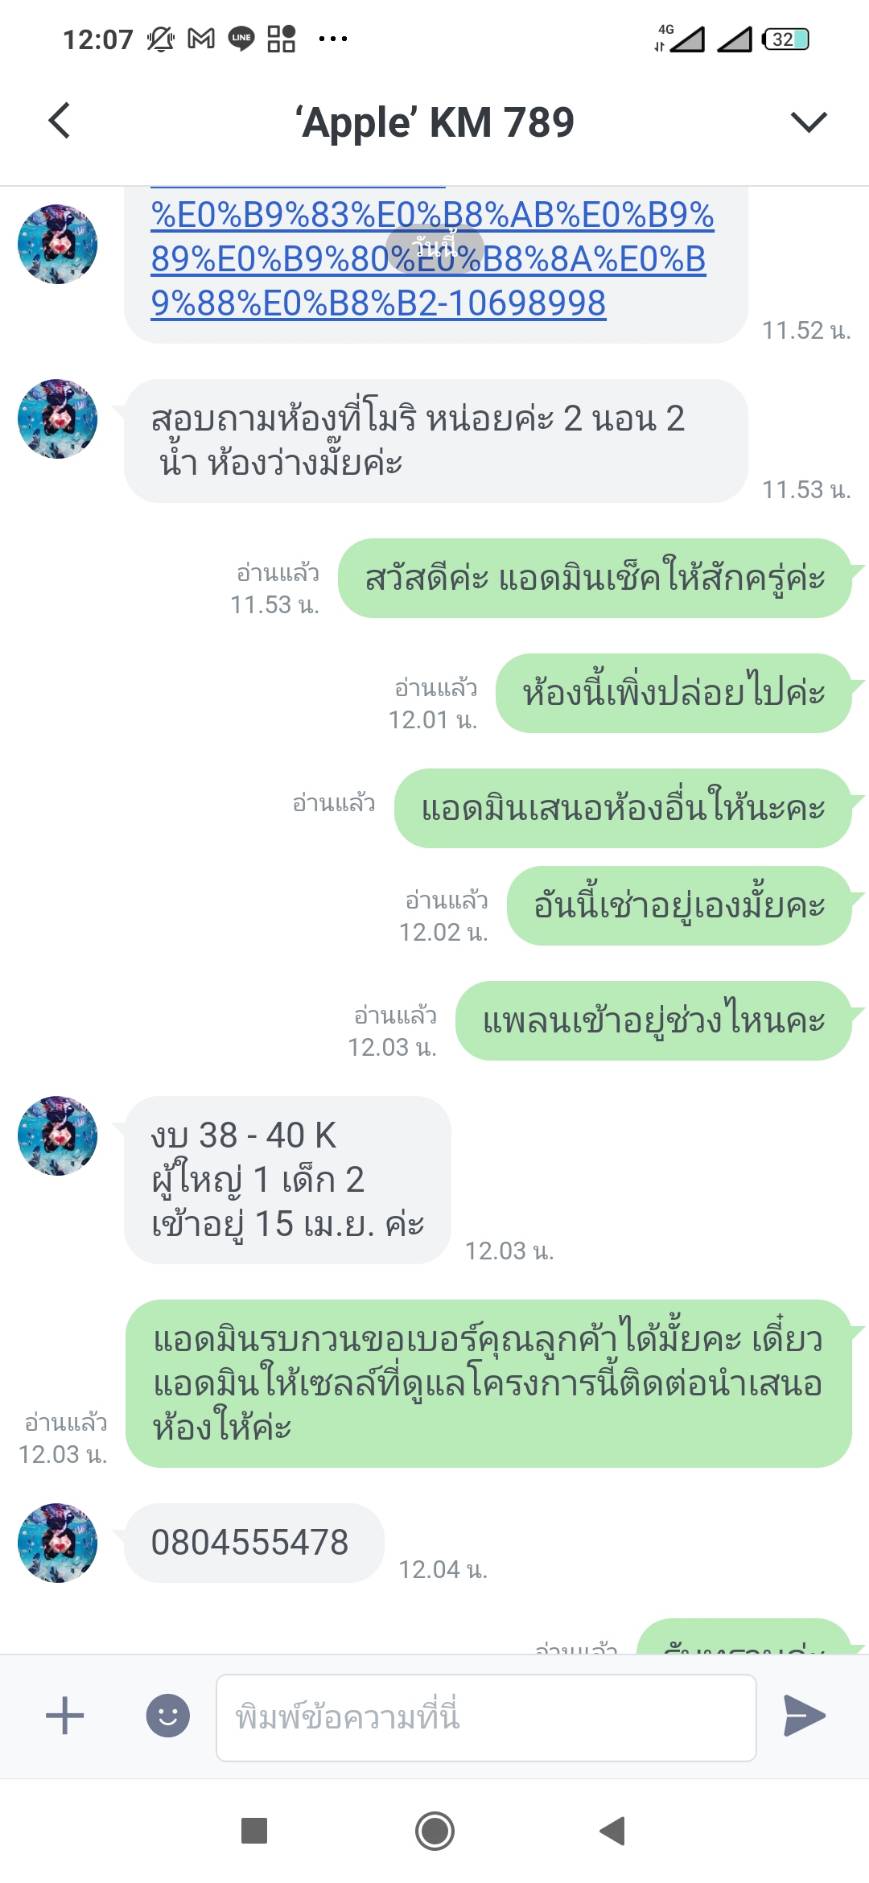 12:07
LINE
4G
32
‘Apple’ KM 789
%E0%B9%83%E0%B8%AB%E0%B9%
89%E0%B9%80%E0%B8%8A%E0%B
9%88%E0%B8%B2-10698998
วันนี้
11.52 น.
สอบถามห้องที่โมริ หน่อยค่ะ 2 นอน 2
น้ำ ห้องว่างมั๊ยค่ะ
11.53 น.
สวัสดีค่ะ แอดมินเช็คให้สักครู่ค่ะ
อ่านแล้ว
11.53 น.
ห้องนี้เพิ่งปล่อยไปค่ะ
อ่านแล้ว
12.01 น.
แอดมินเสนอห้องอื่นให้นะคะ
อ่านแล้ว
อันนี้เช่าอยู่เองมั้ยคะ
อ่านแล้ว
12.02 น.
แพลนเข้าอยู่ช่วงไหนคะ
อ่านแล้ว
12.03 น.
งบ 38 - 40 K
ผู้ใหญ่ 1 เด็ก 2
เข้าอยู่ 15 เม.ย. ค่ะ
12.03 น.
แอดมินรบกวนขอเบอร์คุณลูกค้าได้มั้ยคะ เดี๋ยว
แอดมินให้เซลล์ที่ดูแลโครงการนี้ติดต่อนำเสนอ
ห้องให้ค่ะ
อ่านแล้ว
12.03 น.
0804555478
12.04 น.
พิมพ์ข้อความที่นี่